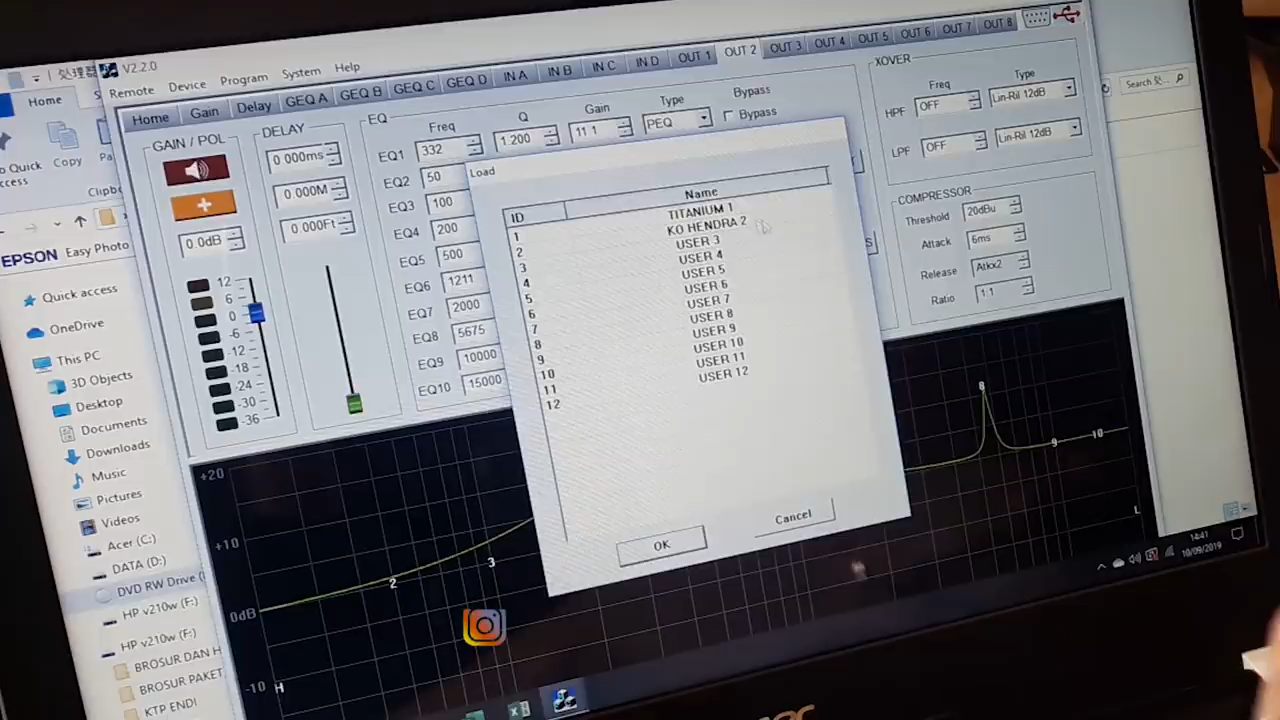 V2.2.0
Remote Device Program System Help
Home Gain Delay GEQ A GEQ B GEQ C GEQ D IN A IN B IN C IN D OUT 1 OUT 2 OUT 3 OUT 4 OUT 5 OUT 6 OUT 7 OUT 8
GAIN / POL
0.0dB
12
6
0
-6
-12
-18
-24
-30
-36
DELAY
0.000ms
0.000M
0.000Ft
EQ
Freq Q Gain Type Bypass
EQ1 332 1.200 11.1 PEQ Bypass
EQ2 50
EQ3 100
EQ4 200
EQ5 500
EQ6 1211
EQ7 2000
EQ8 5675
EQ9 10000
EQ10 15000
XOVER
Freq Type
HPF OFF Lin-Ril 12dB
LPF OFF Lin-Ril 12dB
COMPRESSOR
Threshold 20dBu
Attack 6ms
Release Atkx2
Ratio 1:1
Load
ID Name
1 TITANIUM 1
2 KO HENDRA 2
3 USER 3
4 USER 4
5 USER 5
6 USER 6
7 USER 7
8 USER 8
9 USER 9
10 USER 10
11 USER 11
12 USER 12
OK Cancel
+20
+10
0dB
-10
H
2
3
8
9
10
L
Home
to Quick
Copy
EPSON Easy Photo
Quick access
OneDrive
This PC
3D Objects
Desktop
Documents
Downloads
Music
Pictures
Videos
Acer (C:)
DATA (D:)
DVD RW Drive (
HP v210w (F:)
HP v210w (F:)
BROSUR DAN H
BROSUR PAKET
KTP ENDI
Search
14:41
10/09/2019